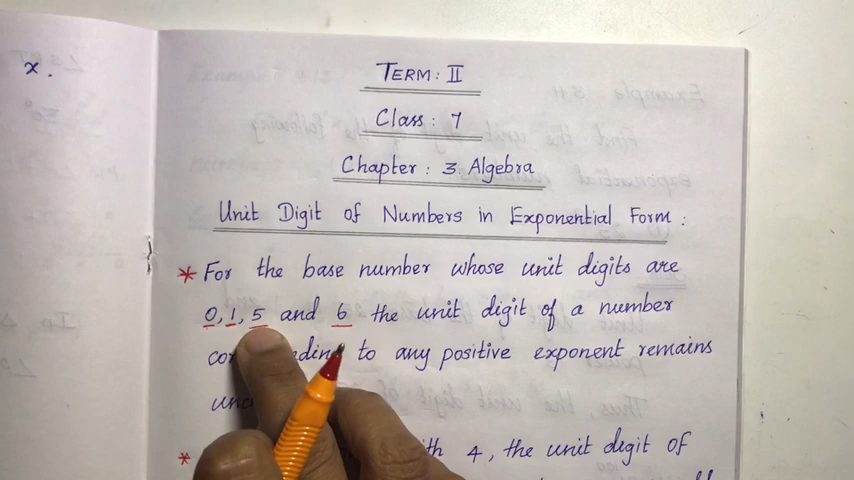 x.
TERM: II
Class: 7
Chapter: 3. Algebra
Unit Digit of Numbers in Exponential Form:
* For the base number whose unit digits are
0, 1, 5 and 6 the unit digit of a number
to any positive exponent remains
* 4, the unit digit of